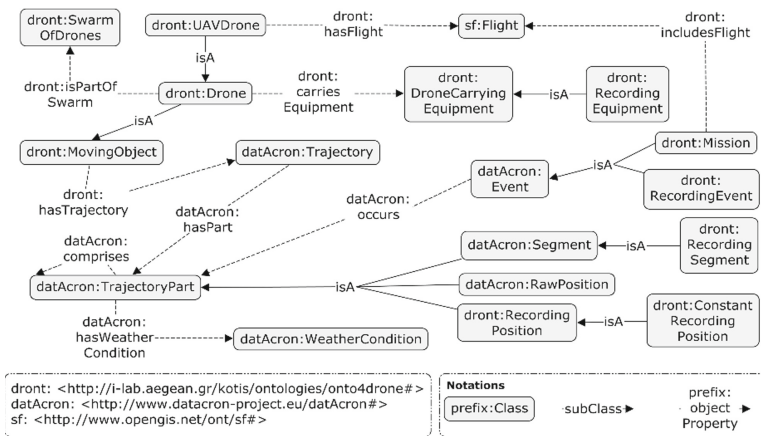 dront:Swarm
OfDrones
dront:UAVDrone
dront:
hasFlight
sf:Flight
dront:
includesFlight
isA
dront:isPartOf
Swarm
dront:Drone
dront:
carries
Equipment
dront:
DroneCarrying
Equipment
isA
dront:
Recording
Equipment
isA
dront:MovingObject
datAcron:Trajectory
dront:Mission
datAcron:
Event
isA
dront:
RecordingEvent
dront:
hasTrajectory
datAcron:
hasPart
datAcron:
occurs
datAcron:
comprises
datAcron:Segment
isA
dront:
Recording
Segment
datAcron:TrajectoryPart
isA
datAcron:RawPosition
dront:Recording
Position
isA
dront:Constant
Recording
Position
datAcron:
hasWeather
Condition
datAcron:WeatherCondition
dront: <http://i-lab.aegean.gr/kotis/ontologies/onto4drone#>
datAcron: <http://www.datacron-project.eu/datAcron#>
sf: <http://www.opengis.net/ont/sf#>
Notations
prefix:Class
subClass
prefix:
object
Property